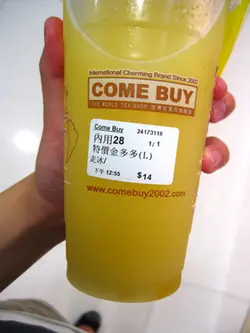 International Charming Brand Since 2002
COME BUY
THE WORLD TEA SHOP
Come Buy 24173118
內用28 1/1
特價金多多(L)
走冰/
下午 12:55 $14
www.comebuy2002.com